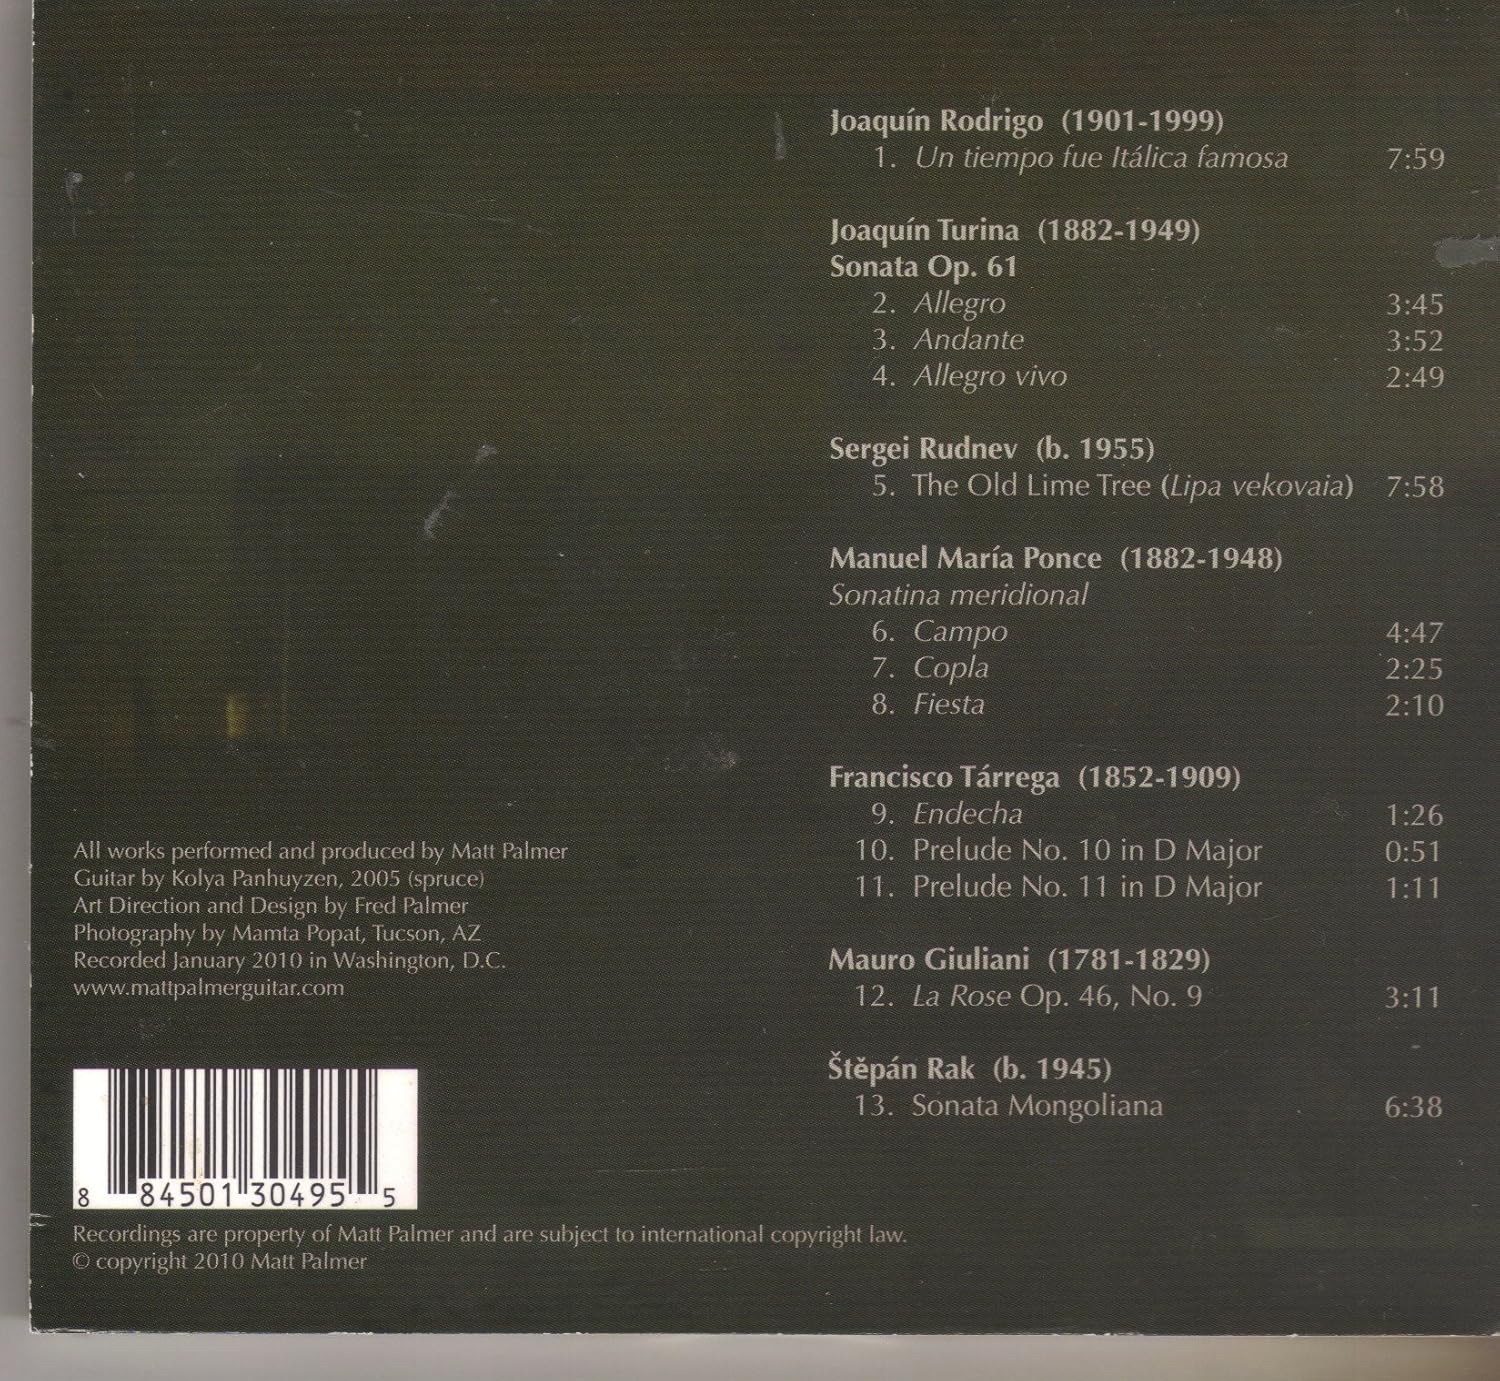 Joaquín Rodrigo (1901-1999)
1. Un tiempo fue Itálica famosa 7:59
Joaquín Turina (1882-1949)
Sonata Op. 61
2. Allegro 3:45
3. Andante 3:52
4. Allegro vivo 2:49
Sergei Rudnev (b. 1955)
5. The Old Lime Tree (Lipa vekovaia) 7:58
Manuel María Ponce (1882-1948)
Sonatina meridional
6. Campo 4:47
7. Copla 2:25
8. Fiesta 2:10
Francisco Tárrega (1852-1909)
9. Endecha 1:26
10. Prelude No. 10 in D Major 0:51
11. Prelude No. 11 in D Major 1:11
Mauro Giuliani (1781-1829)
12. La Rose Op. 46, No. 9 3:11
Štěpán Rak (b. 1945)
13. Sonata Mongoliana 6:38
All works performed and produced by Matt Palmer
Guitar by Kolya Panhuyzen, 2005 (spruce)
Art Direction and Design by Fred Palmer
Photography by Mamta Popat, Tucson, AZ
Recorded January 2010 in Washington, D.C.
www.mattpalmerguitar.com
8 84501 30495 5
Recordings are property of Matt Palmer and are subject to international copyright law.
© copyright 2010 Matt Palmer